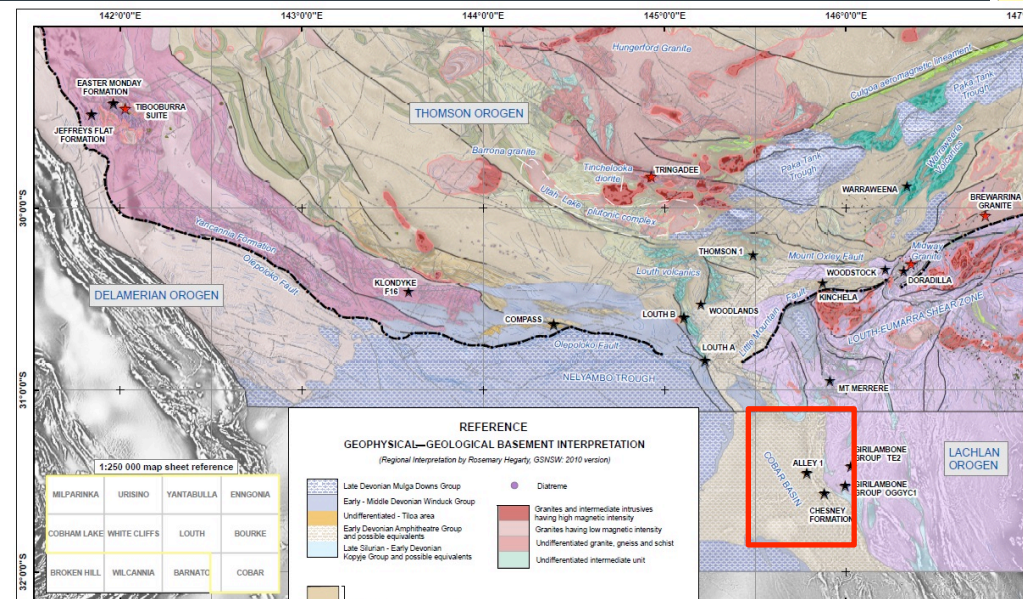 142°0'0"E
143°0'0"E
144°0'0"E
145°0'0"E
146°0'0"E
147
30°0'0"S
31°0'0"S
32°0'0"S
Hungerford Granite
Culgoa aeromagnetic lineament
Paka Tank
Trough
EASTER MONDAY
FORMATION
TIBOOBURRA
SUITE
JEFFREYS FLAT
FORMATION
THOMSON OROGEN
Barrona granite
Tinchelooka
diorite
TRINGADEE
Paka Tank
Trough
Warraweena
Volcanics
WARRAWEENA
Utah Lake plutonic complex
BREWARRINA
GRANITE
Yancannia Formation
Olepoloko Fault
THOMSON 1
Mount Oxley Fault
Midway
Granite
Louth volcanics
WOODSTOCK
DORADILLA
DELAMERIAN OROGEN
KLONDYKE
F16
KINCHELA
Little Mountain Fault
LOUTH B
WOODLANDS
COMPASS
LOUTH-EUMARRA SHEAR ZONE
Olepoloko Fault
LOUTH A
NELYAMBO TROUGH
MT MERRERE
COBAR BASIN
ALLEY 1
GIRILAMBONE
GROUP TE2
GIRILAMBONE
GROUP OGGYC1
CHESNEY
FORMATION
LACHLAN
OROGEN
1:250 000 map sheet reference
MILPARINKA URISINO YANTABULLA ENNGONIA
COBHAM LAKE WHITE CLIFFS LOUTH BOURKE
BROKEN HILL WILCANNIA BARNATO COBAR
REFERENCE
GEOPHYSICAL—GEOLOGICAL BASEMENT INTERPRETATION
(Regional Interpretation by Rosemary Hegarty, GSNSW: 2010 version)
Late Devonian Mulga Downs Group
Early - Middle Devonian Winduck Group
Undifferentiated - Tiloa area
Early Devonian Amphitheatre Group
and possible equivalents
Late Silurian - Early Devonian
Kopyje Group and possible equivalents
Diatreme
Granites and intermediate intrusives
having high magnetic intensity
Granites having low magnetic intensity
Undifferentiated granite, gneiss and schist
Undifferentiated intermediate unit